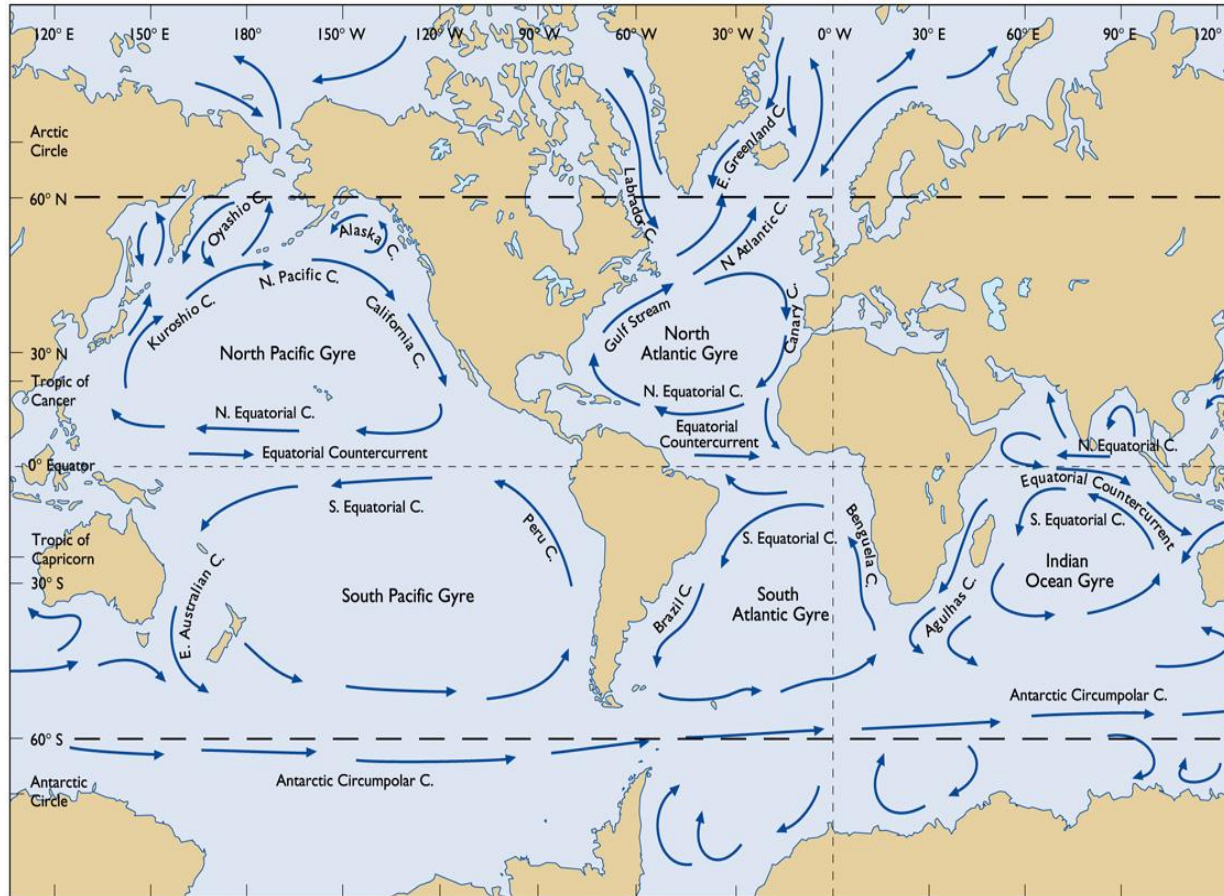 120° E
150° E
180° W
150° W
120° W
90° W
60° W
30° W
0° W
30° E
60° E
90° E
120°
Arctic
Circle
60° N
Oyashio C.
Alaska C.
Labrador C.
E. Greenland C.
N. Atlantic C.
N. Pacific C.
Kuroshio C.
California C.
Gulf Stream
Canary C.
North Pacific Gyre
North
Atlantic Gyre
30° N
Tropic of
Cancer
N. Equatorial C.
N. Equatorial C.
Equatorial
Countercurrent
Equatorial Countercurrent
N. Equatorial C.
0° Equator
Equatorial Countercurrent
S. Equatorial C.
S. Equatorial C.
S. Equatorial C.
Peru C.
Benguela C.
Tropic of
Capricorn
30° S
E. Australian C.
South Pacific Gyre
Brazil C.
South
Atlantic Gyre
Agulhas C.
Indian
Ocean Gyre
Antarctic Circumpolar C.
60° S
Antarctic Circumpolar C.
Antarctic
Circle